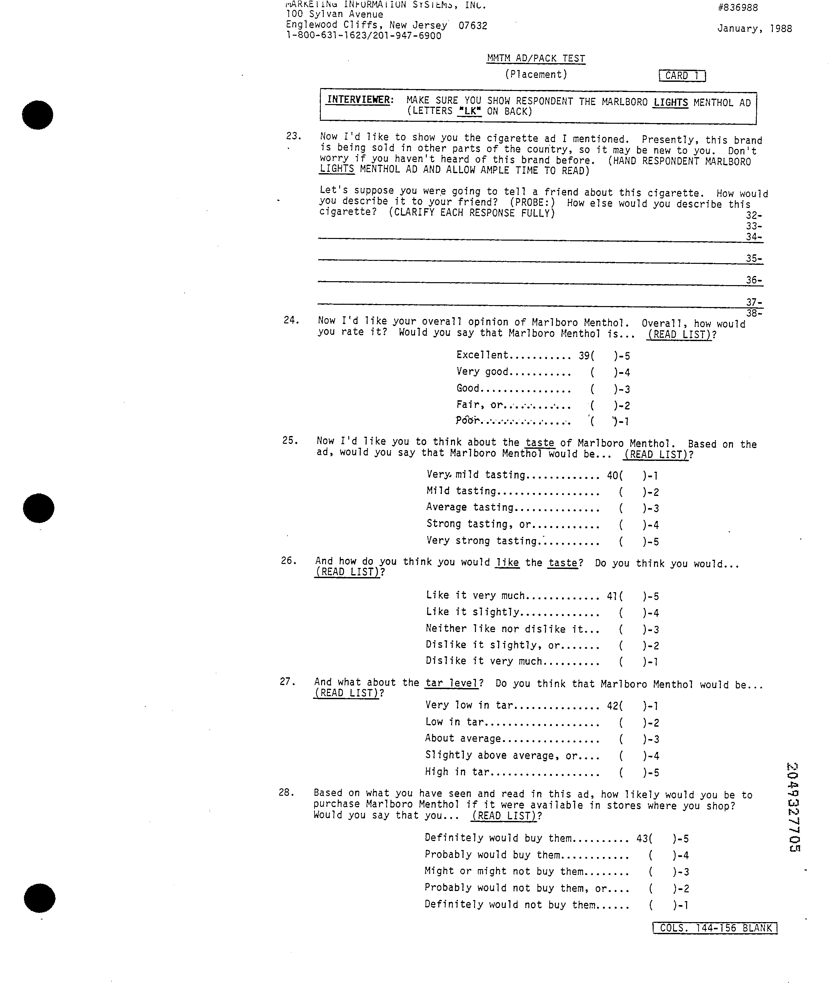 MARKETING INFORMATION SYSTEMS, INC.
#836988
100 Sylvan Avenue
Englewood Cliffs, New Jersey 07632
January, 1988
1-800-631-1623/201-947-6900
MMTM AD/PACK TEST
(Placement)
CARD 1
INTERVIEWER: MAKE SURE YOU SHOW RESPONDENT THE MARLBORO LIGHTS MENTHOL AD
(LETTERS "LK" ON BACK)
23. Now I'd like to show you the cigarette ad I mentioned. Presently, this brand
is being sold in other parts of the country, so it may be new to you. Don't
worry if you haven't heard of this brand before. (HAND RESPONDENT MARLBORO
LIGHTS MENTHOL AD AND ALLOW AMPLE TIME TO READ)
Let's suppose you were going to tell a friend about this cigarette. How would
you describe it to your friend? (PROBE:) How else would you describe this
cigarette? (CLARIFY EACH RESPONSE FULLY) 32-
33-
34-
35-
36-
37-
38-
24. Now I'd like your overall opinion of Marlboro Menthol. Overall, how would
you rate it? Would you say that Marlboro Menthol is... (READ LIST)?
Excellent........... 39( )-5
Very good........... ( )-4
Good................ ( )-3
Fair, or............ ( )-2
Poor................ ( )-1
25. Now I'd like you to think about the taste of Marlboro Menthol. Based on the
ad, would you say that Marlboro Menthol would be... (READ LIST)?
Very mild tasting............. 40( )-1
Mild tasting.................. ( )-2
Average tasting............... ( )-3
Strong tasting, or............ ( )-4
Very strong tasting........... ( )-5
26. And how do you think you would like the taste? Do you think you would...
(READ LIST)?
Like it very much............. 41( )-5
Like it slightly.............. ( )-4
Neither like nor dislike it... ( )-3
Dislike it slightly, or....... ( )-2
Dislike it very much.......... ( )-1
27. And what about the tar level? Do you think that Marlboro Menthol would be...
(READ LIST)?
Very low in tar............... 42( )-1
Low in tar.................... ( )-2
About average................. ( )-3
Slightly above average, or.... ( )-4
High in tar................... ( )-5
28. Based on what you have seen and read in this ad, how likely would you be to
purchase Marlboro Menthol if it were available in stores where you shop?
Would you say that you... (READ LIST)?
Definitely would buy them.......... 43( )-5
Probably would buy them............ ( )-4
Might or might not buy them........ ( )-3
Probably would not buy them, or.... ( )-2
Definitely would not buy them...... ( )-1
COLS. 144-156 BLANK
2049327705